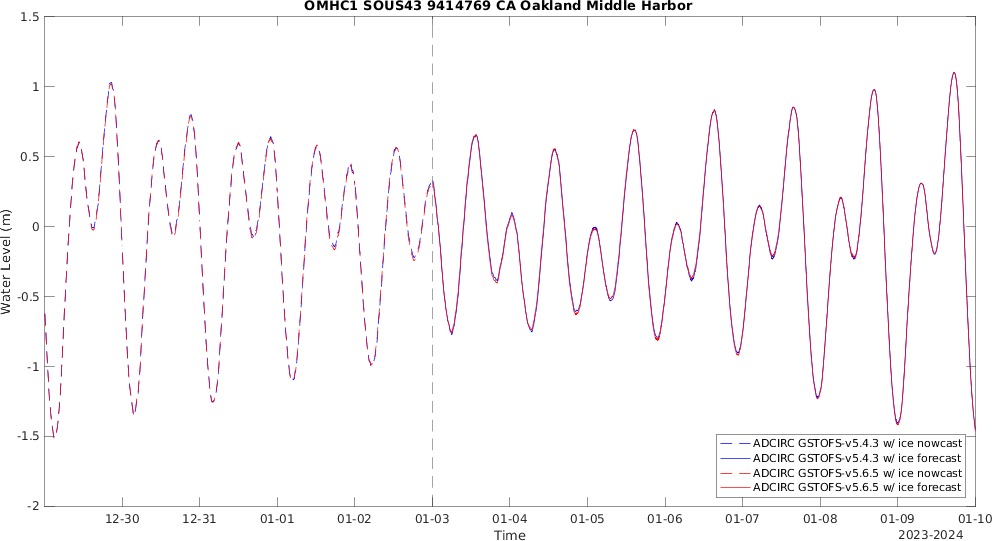 OMHC1 SOUS43 9414769 CA Oakland Middle Harbor
1.5
1
0.5
0
-0.5
-1
-1.5
-2
Water Level (m)
ADCIRC GSTOFS-v5.4.3 w/ ice nowcast
ADCIRC GSTOFS-v5.4.3 w/ ice forecast
ADCIRC GSTOFS-v5.6.5 w/ ice nowcast
ADCIRC GSTOFS-v5.6.5 w/ ice forecast
12-30 12-31 01-01 01-02 01-03 01-04 01-05 01-06 01-07 01-08 01-09 01-10
Time
2023-2024